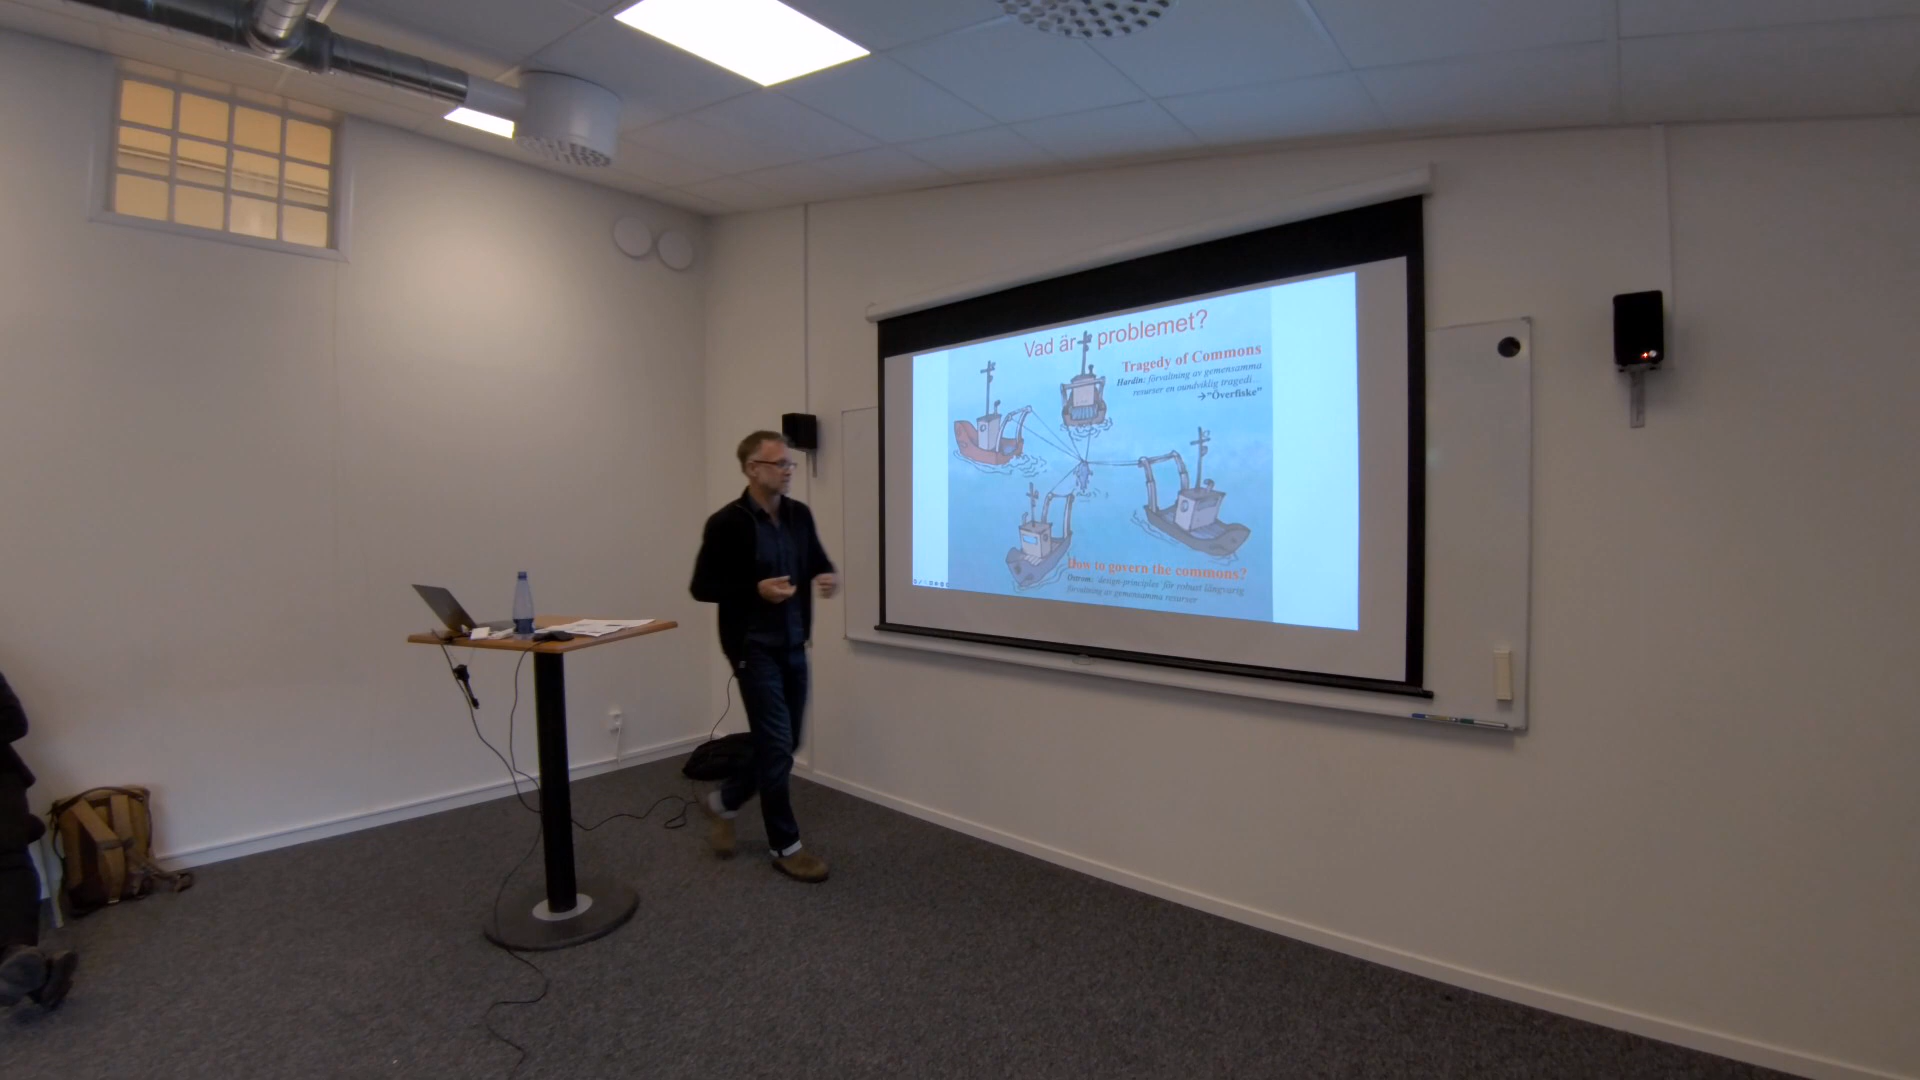 Vad är problemet?
Tragedy of Commons
Hardin: förvaltning av gemensamma
resurser en oundviklig tragedi...
→"Överfiske"
How to govern the commons?
Ostrom: 'design-principles' för robust långvarig
förvaltning av gemensamma resurser